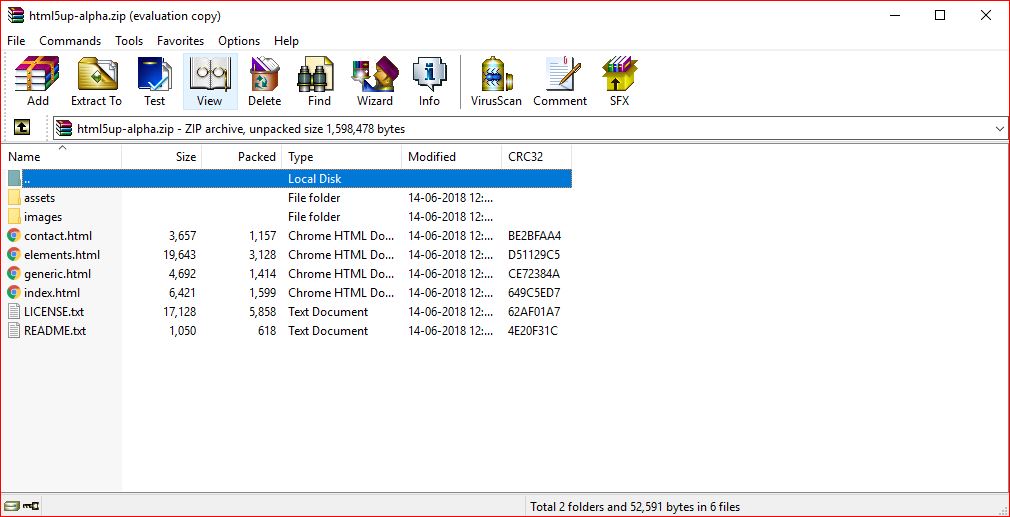 html5up-alpha.zip (evaluation copy)
File Commands Tools Favorites Options Help
Add Extract To Test View Delete Find Wizard Info VirusScan Comment SFX
html5up-alpha.zip - ZIP archive, unpacked size 1,598,478 bytes
Name Size Packed Type Modified CRC32
.. Local Disk
assets File folder 14-06-2018 12:...
images File folder 14-06-2018 12:...
contact.html 3,657 1,157 Chrome HTML Do... 14-06-2018 12:... BE2BFAA4
elements.html 19,643 3,128 Chrome HTML Do... 14-06-2018 12:... D51129C5
generic.html 4,692 1,414 Chrome HTML Do... 14-06-2018 12:... CE72384A
index.html 6,421 1,599 Chrome HTML Do... 14-06-2018 12:... 649C5ED7
LICENSE.txt 17,128 5,858 Text Document 14-06-2018 12:... 62AF01A7
README.txt 1,050 618 Text Document 14-06-2018 12:... 4E20F31C
Total 2 folders and 52,591 bytes in 6 files